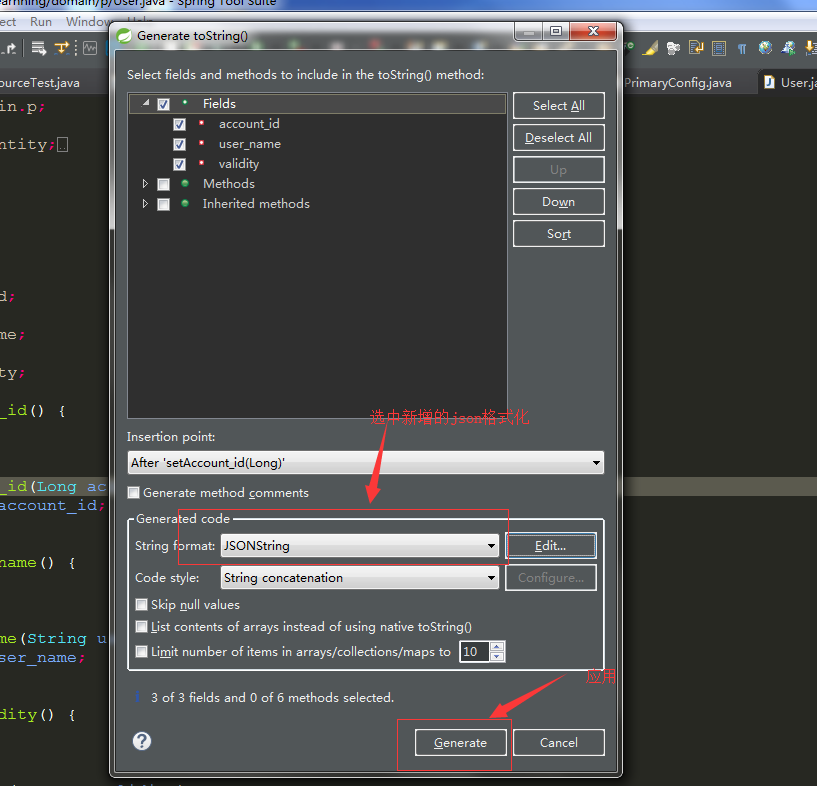 earnning/domain/p/User.java - Spring Tool Suite
ect Run Window Help
Generate toString()
ourceTest.java
PrimaryConfig.java
User.ja
Select fields and methods to include in the toString() method:
Fields
account_id
user_name
validity
Methods
Inherited methods
Select All
Deselect All
Up
Down
Sort
in.p;
ntity;
d;
me;
ty;
_id() {
_id(Long ac
account_id;
name() {
me(String u
ser_name;
dity() {
选中新增的json格式化
Insertion point:
After 'setAccount_id(Long)'
Generate method comments
Generated code
String format: JSONString Edit...
Code style: String concatenation Configure...
Skip null values
List contents of arrays instead of using native toString()
Limit number of items in arrays/collections/maps to 10
应用
3 of 3 fields and 0 of 6 methods selected.
Generate Cancel